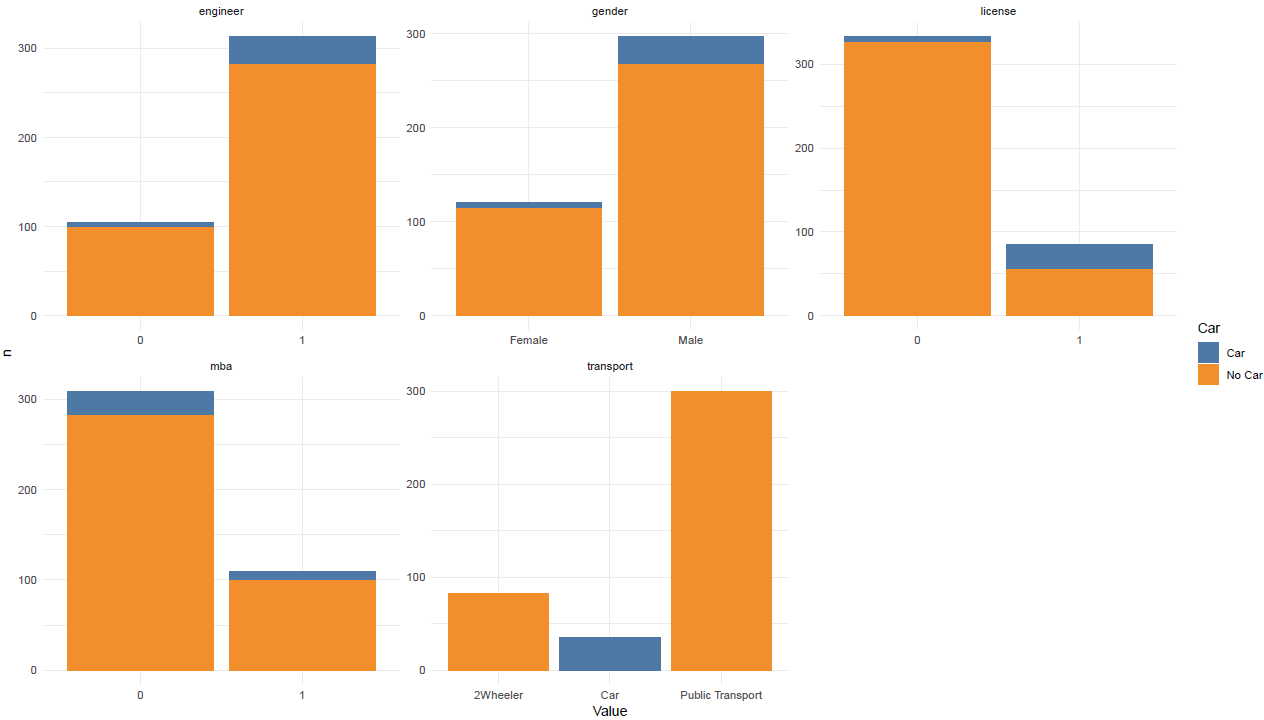 engineer
gender
license
300
200
100
0
0 1
300
200
100
0
Female Male
300
200
100
0
0 1
n
mba
transport
300
200
100
0
0 1
300
200
100
0
2Wheeler Car Public Transport
Value
Car
Car
No Car